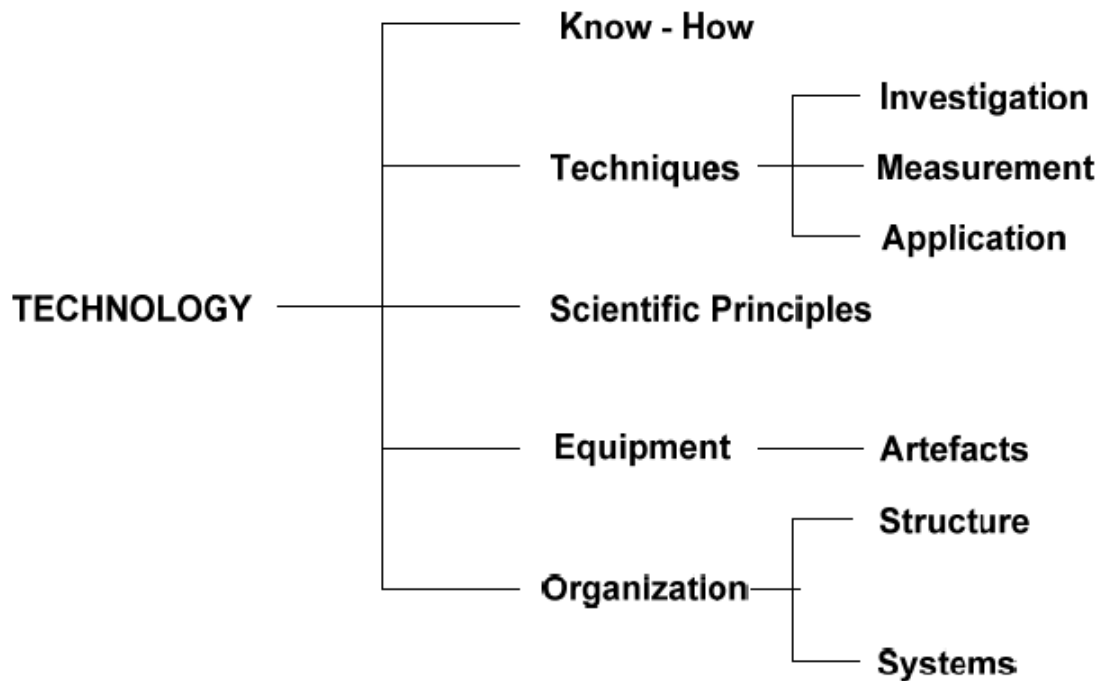 Know - How
Investigation
Techniques
Measurement
Application
TECHNOLOGY
Scientific Principles
Equipment
Artefacts
Structure
Organization
Systems